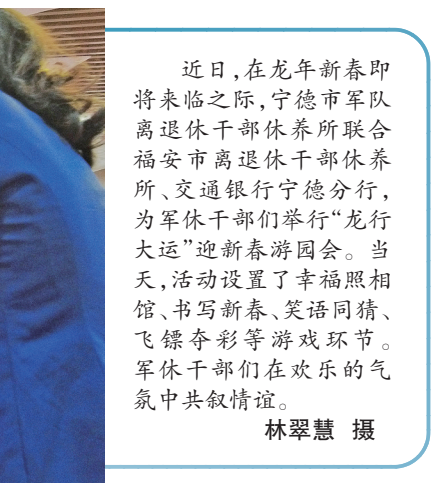 近日，在龙年新春即
将来临之际，宁德市军队
离退休干部休养所联合
福安市离退休干部休养
所、交通银行宁德分行，
为军休干部们举行“龙行
大运”迎新春游园会。当
天，活动设置了幸福照相
馆、书写新春、笑语同猜、
飞镖夺彩等游戏环节。
军休干部们在欢乐的气
氛中共叙情谊。
林翠慧 摄